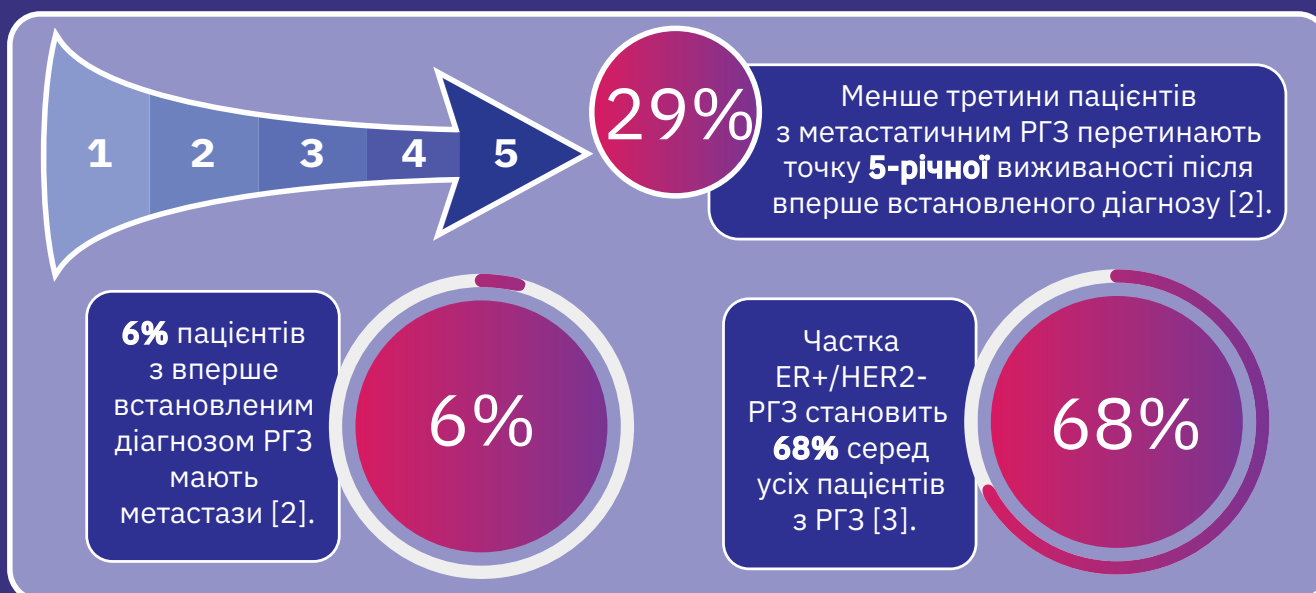 1 2 3 4 5
29%
Менше третини пацієнтів
з метастатичним РГЗ перетинають
точку 5-річної виживаності після
вперше встановленого діагнозу [2].
6% пацієнтів
з вперше
встановленим
діагнозом РГЗ
мають
метастази [2].
6%
Частка
ER+/HER2-
РГЗ становить
68% серед
усіх пацієнтів
з РГЗ [3].
68%